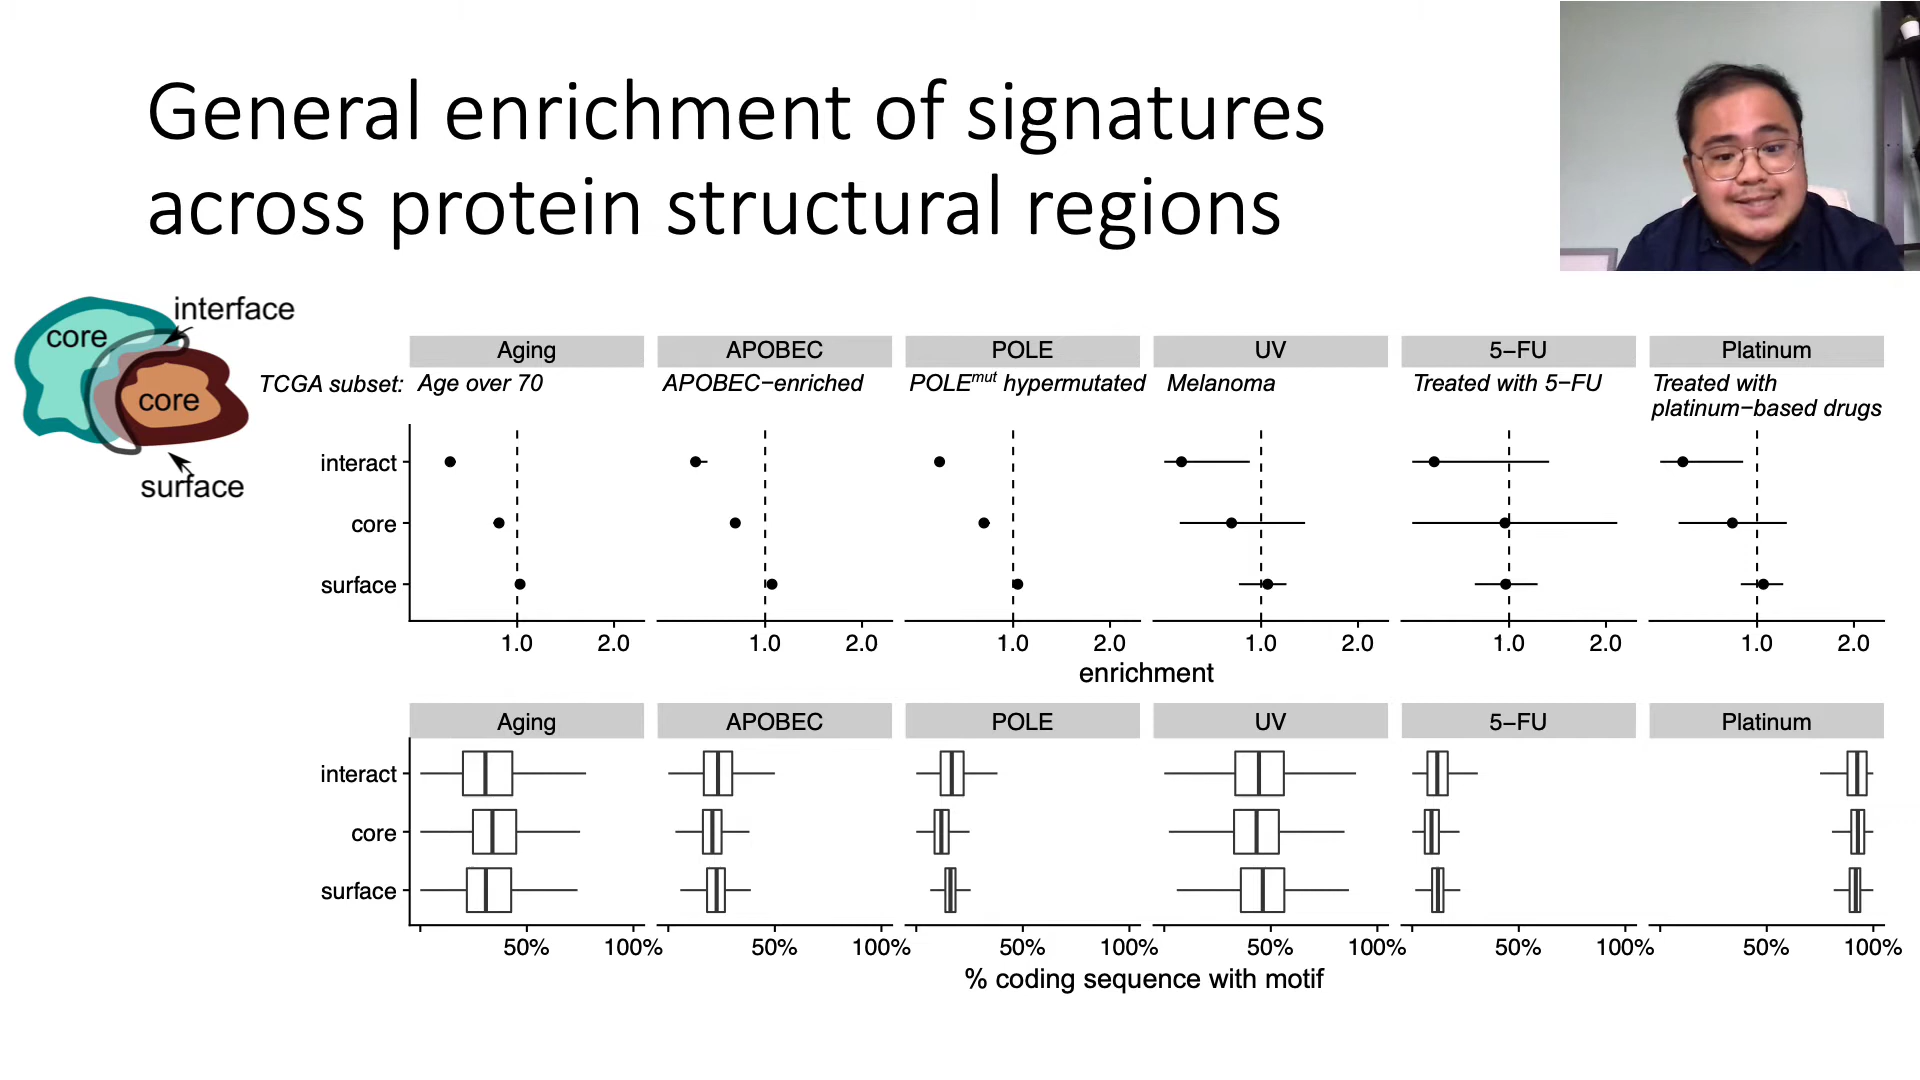 General enrichment of signatures
across protein structural regions
interface
core
core
surface
Aging APOBEC POLE UV 5−FU Platinum
TCGA subset: Age over 70 APOBEC−enriched POLEmut hypermutated Melanoma Treated with 5−FU Treated with
platinum−based drugs
interact
core
surface
1.0 2.0 1.0 2.0 1.0 2.0 1.0 2.0 1.0 2.0 1.0 2.0
enrichment
Aging APOBEC POLE UV 5−FU Platinum
interact
core
surface
50% 100% 50% 100% 50% 100% 50% 100% 50% 100% 50% 100%
% coding sequence with motif